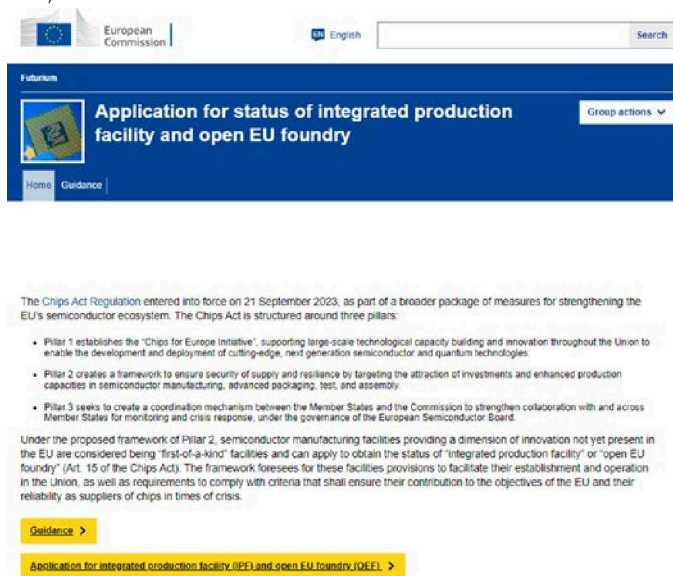 European
Commission
EN English
Search
Futurium
Application for status of integrated production
facility and open EU foundry
Group actions
Home Guidance
The Chips Act Regulation entered into force on 21 September 2023, as part of a broader package of measures for strengthening the
EU's semiconductor ecosystem. The Chips Act is structured around three pillars:
• Pillar 1 establishes the "Chips for Europe Initiative", supporting large-scale technological capacity building and innovation throughout the Union to
enable the development and deployment of cutting-edge, next generation semiconductor and quantum technologies.
• Pillar 2 creates a framework to ensure security of supply and resilience by targeting the attraction of investments and enhanced production
capacities in semiconductor manufacturing, advanced packaging, test, and assembly.
• Pillar 3 seeks to create a coordination mechanism between the Member States and the Commission to strengthen collaboration with and across
Member States for monitoring and crisis response, under the governance of the European Semiconductor Board.
Under the proposed framework of Pillar 2, semiconductor manufacturing facilities providing a dimension of innovation not yet present in
the EU are considered being "first-of-a-kind" facilities and can apply to obtain the status of "integrated production facility" or "open EU
foundry" (Art. 15 of the Chips Act). The framework foresees for these facilities provisions to facilitate their establishment and operation
in the Union, as well as requirements to comply with criteria that shall ensure their contribution to the objectives of the EU and their
reliability as suppliers of chips in times of crisis.
Guidance >
Application for integrated production facility (IPF) and open EU foundry (OEF) >